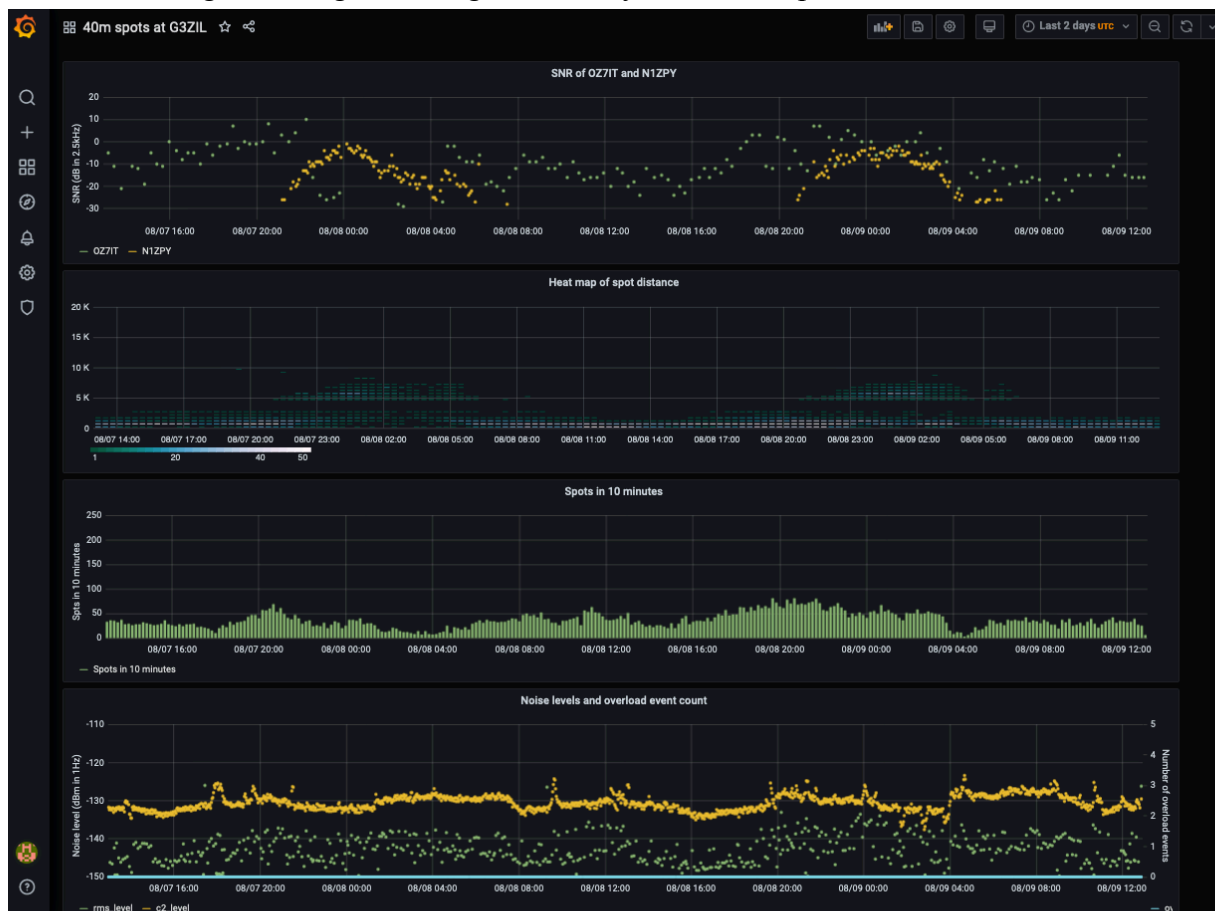 40m spots at G3ZIL
Last 2 days UTC
SNR of OZ7IT and N1ZPY
SNR (dB in 2.5kHz)
20
10
0
-10
-20
-30
08/07 16:00 08/07 20:00 08/08 00:00 08/08 04:00 08/08 08:00 08/08 12:00 08/08 16:00 08/08 20:00 08/09 00:00 08/09 04:00 08/09 08:00 08/09 12:00
OZ7IT N1ZPY
Heat map of spot distance
20 K
15 K
10 K
5 K
0
08/07 14:00 08/07 17:00 08/07 20:00 08/07 23:00 08/08 02:00 08/08 05:00 08/08 08:00 08/08 11:00 08/08 14:00 08/08 17:00 08/08 20:00 08/08 23:00 08/09 02:00 08/09 05:00 08/09 08:00 08/09 11:00
1 20 40 50
Spots in 10 minutes
Spts in 10 minutes
250
200
150
100
50
0
08/07 16:00 08/07 20:00 08/08 00:00 08/08 04:00 08/08 08:00 08/08 12:00 08/08 16:00 08/08 20:00 08/09 00:00 08/09 04:00 08/09 08:00 08/09 12:00
Spots in 10 minutes
Noise levels and overload event count
Noise level (dBm in 1Hz)
-110
-120
-130
-140
-150
5
4
3
2
1
0
Number of overload events
08/07 16:00 08/07 20:00 08/08 00:00 08/08 04:00 08/08 08:00 08/08 12:00 08/08 16:00 08/08 20:00 08/09 00:00 08/09 04:00 08/09 08:00 08/09 12:00
rms_level c2_level